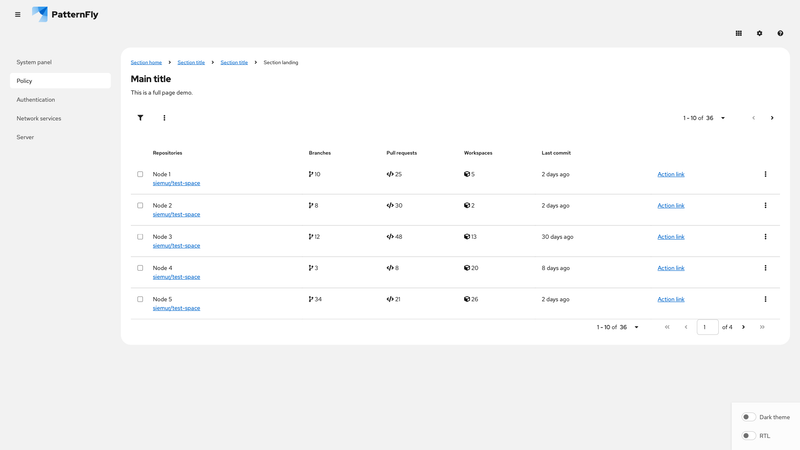 PatternFly
System panel
Policy
Authentication
Network services
Server
Section home Section title Section title Section landing
Main title
This is a full page demo.
1 - 10 of 36
Repositories Branches Pull requests Workspaces Last commit
Node 1 10 25 5 2 days ago Action link
siemur/test-space
Node 2 8 30 2 2 days ago Action link
siemur/test-space
Node 3 12 48 13 30 days ago Action link
siemur/test-space
Node 4 3 8 20 8 days ago Action link
siemur/test-space
Node 5 34 21 26 2 days ago Action link
siemur/test-space
1 - 10 of 36 1 of 4
Dark theme
RTL